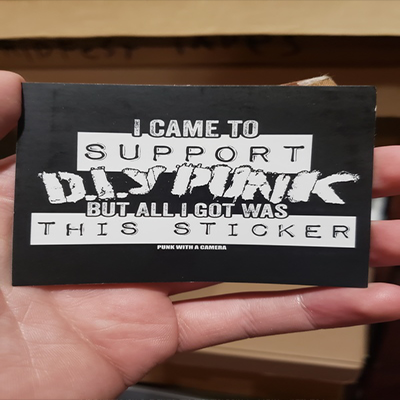 I CAME TO
SUPPORT
D.I.Y PUNK
BUT ALL I GOT WAS
THIS STICKER
PUNK WITH A CAMERA